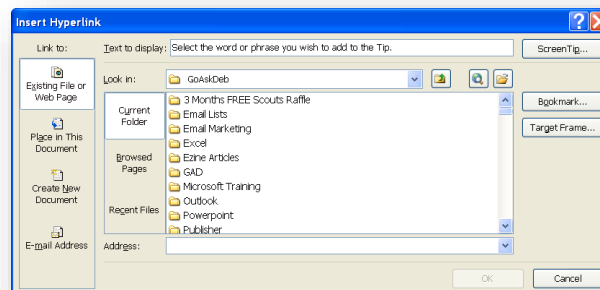 Insert Hyperlink
Link to:
Text to display: Select the word or phrase you wish to add to the Tip.
ScreenTip...
Existing File or
Web Page
Look in: GoAskDeb
Current
Folder
3 Months FREE Scouts Raffle
Email Lists
Email Marketing
Excel
Ezine Articles
GAD
Microsoft Training
Outlook
Powerpoint
Publisher
Bookmark...
Target Frame...
Place in This
Document
Browsed
Pages
Create New
Document
Recent Files
E-mail Address
Address:
OK
Cancel